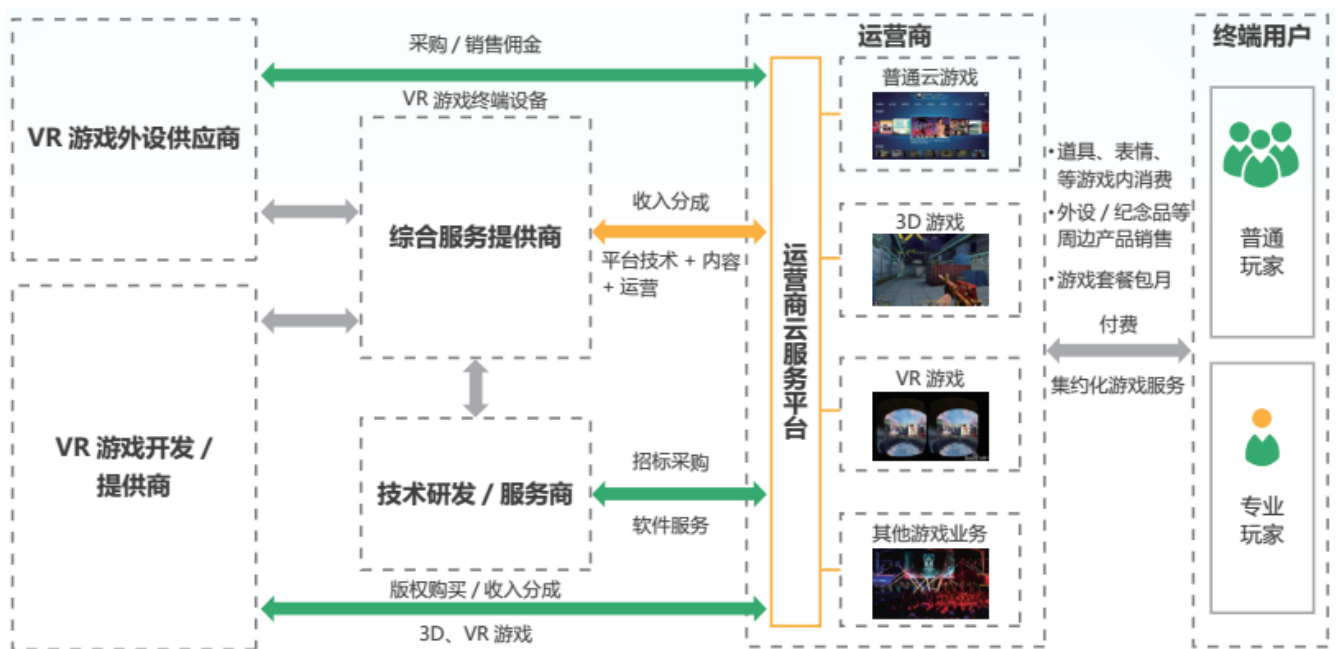 VR 游戏外设供应商
VR 游戏开发 /
提供商
采购 / 销售佣金
VR 游戏终端设备
综合服务提供商
收入分成
平台技术 + 内容
+ 运营
技术研发 / 服务商
招标采购
软件服务
版权购买 / 收入分成
3D、VR 游戏
运营商
运营商云服务平台
普通云游戏
3D 游戏
VR 游戏
其他游戏业务
•道具、表情、
等游戏内消费
•外设 / 纪念品等
周边产品销售
•游戏套餐包月
付费
集约化游戏服务
终端用户
普通
玩家
专业
玩家